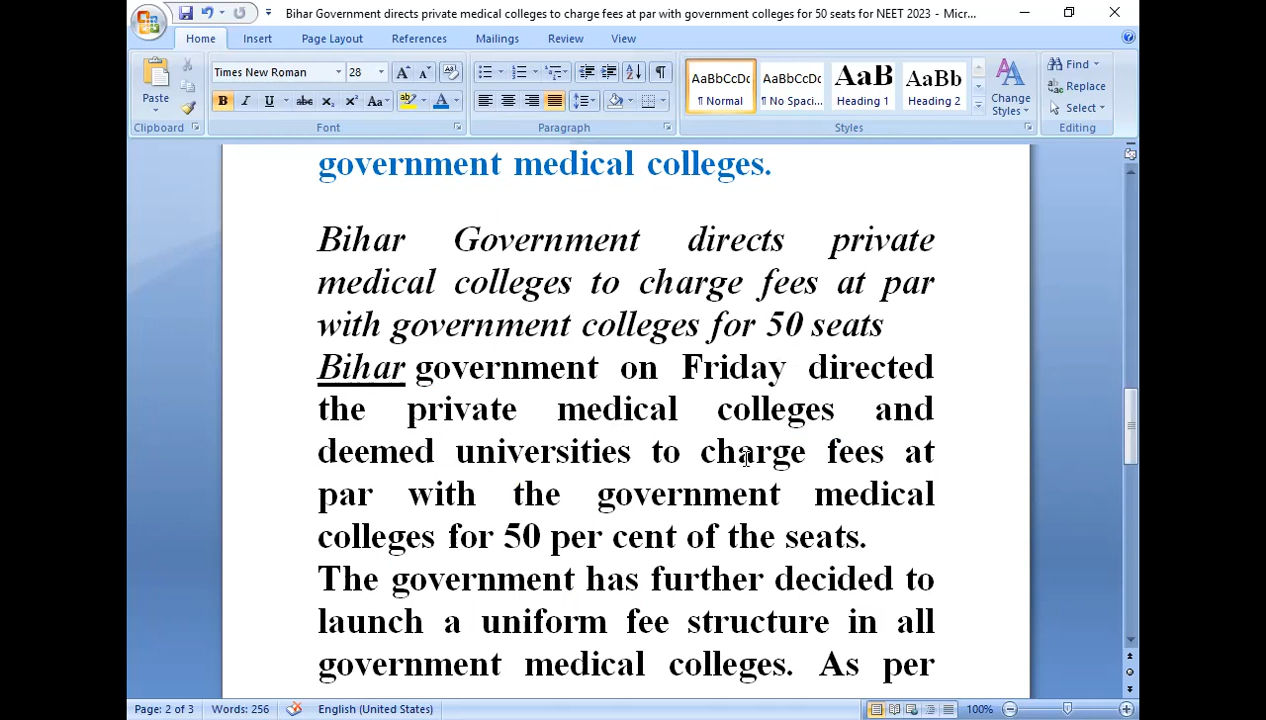 Bihar Government directs private medical colleges to charge fees at par with government colleges for 50 seats for NEET 2023 - Micr...
Home Insert Page Layout References Mailings Review View
Times New Roman 28
AaBbCcDc AaBbCcDc AaB AaBb
Paste
B I U abc x₂ x² Aa ab A
¶ Normal ¶ No Spaci... Heading 1 Heading 2
Change Styles
Find
Replace
Select
Clipboard Font Paragraph Styles Editing
government medical colleges.
Bihar Government directs private
medical colleges to charge fees at par
with government colleges for 50 seats
Bihar government on Friday directed
the private medical colleges and
deemed universities to charge fees at
par with the government medical
colleges for 50 per cent of the seats.
The government has further decided to
launch a uniform fee structure in all
government medical colleges. As per
Page: 2 of 3 Words: 256 English (United States) 100%